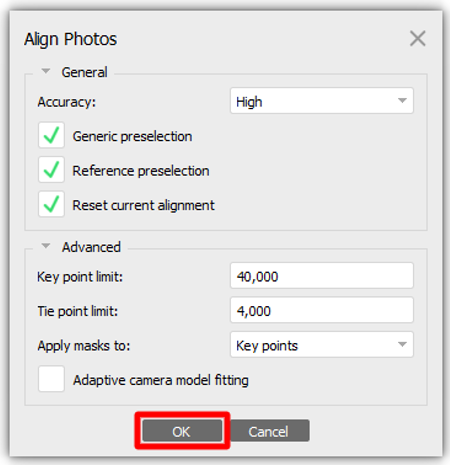 Align Photos
General
Accuracy: High
Generic preselection
Reference preselection
Reset current alignment
Advanced
Key point limit: 40,000
Tie point limit: 4,000
Apply masks to: Key points
Adaptive camera model fitting
OK Cancel